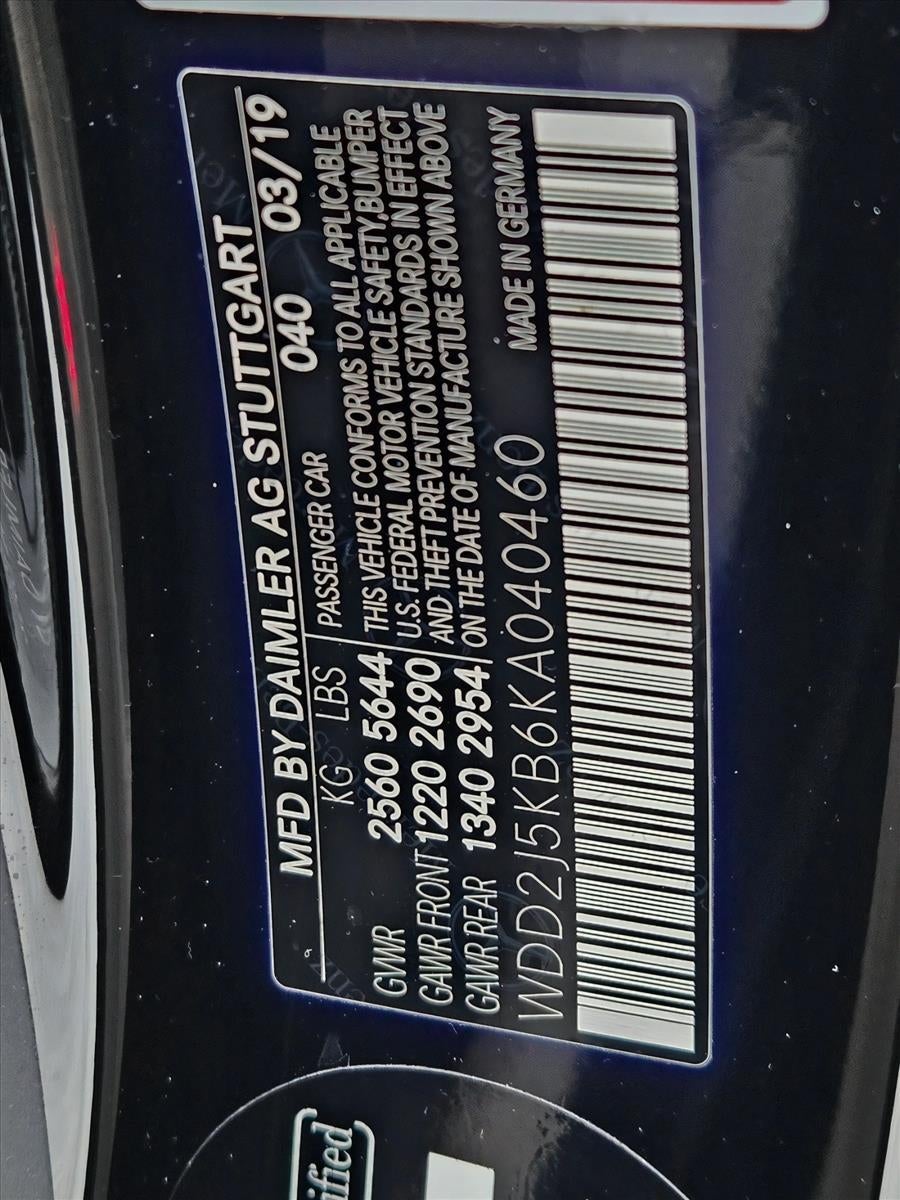 MFD BY DAIMLER AG STUTTGART
KG LBS PASSENGER CAR 040 03/19
GVWR 2560 5644 THIS VEHICLE CONFORMS TO ALL APPLICABLE
GAWR FRONT 1220 2690 U.S. FEDERAL MOTOR VEHICLE SAFETY,BUMPER
AND THEFT PREVENTION STANDARDS IN EFFECT
GAWR REAR 1340 2954 ON THE DATE OF MANUFACTURE SHOWN ABOVE
WDD2J5KB6KA040460 MADE IN GERMANY